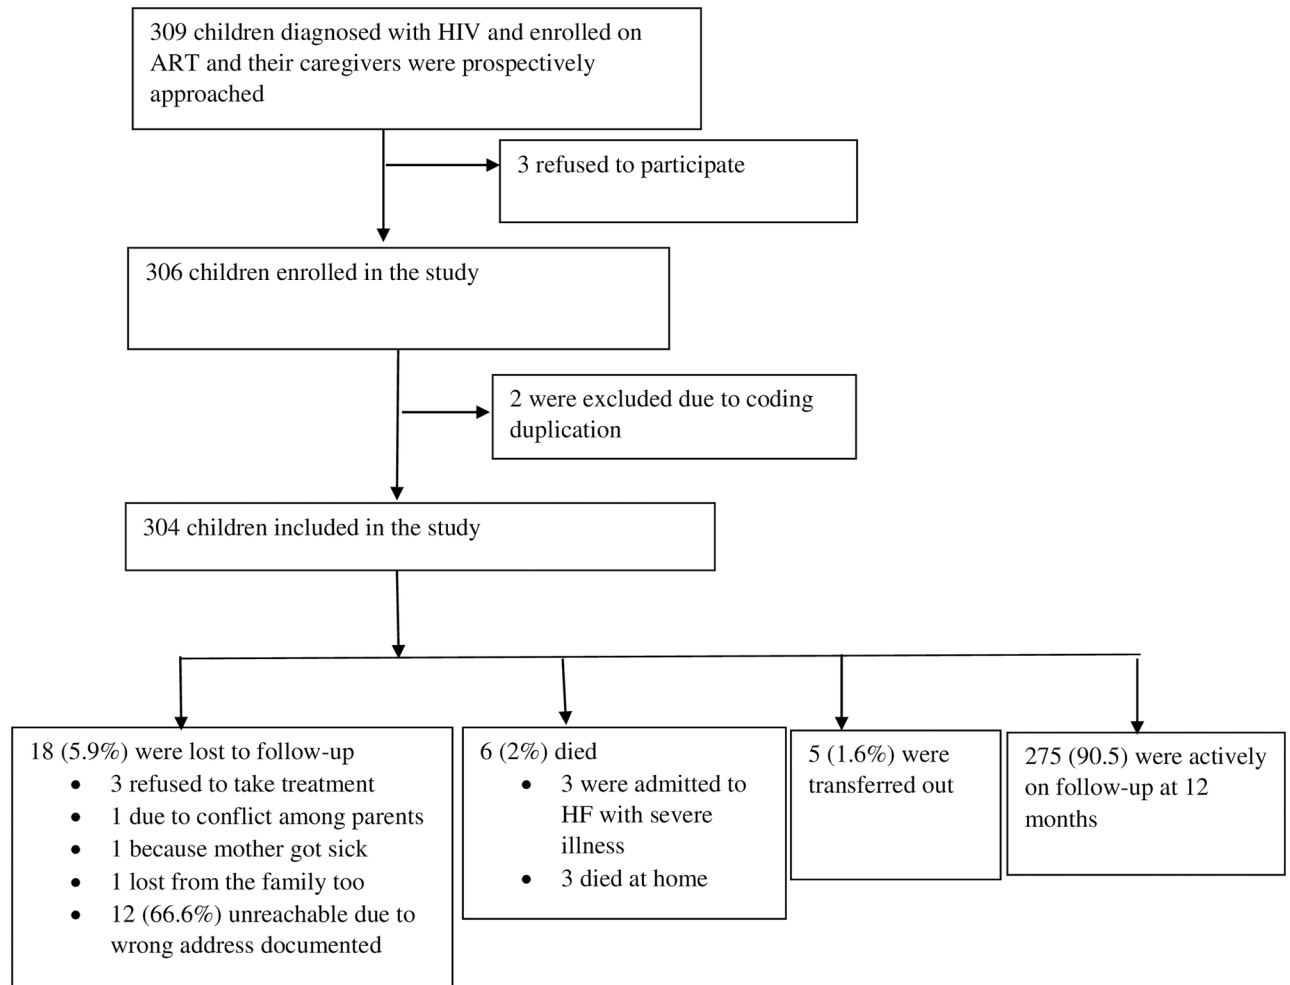 309 children diagnosed with HIV and enrolled on
ART and their caregivers were prospectively
approached
3 refused to participate
306 children enrolled in the study
2 were excluded due to coding
duplication
304 children included in the study
18 (5.9%) were lost to follow-up
• 3 refused to take treatment
• 1 due to conflict among parents
• 1 because mother got sick
• 1 lost from the family too
• 12 (66.6%) unreachable due to
wrong address documented
6 (2%) died
• 3 were admitted to
HF with severe
illness
• 3 died at home
5 (1.6%) were
transferred out
275 (90.5) were actively
on follow-up at 12
months